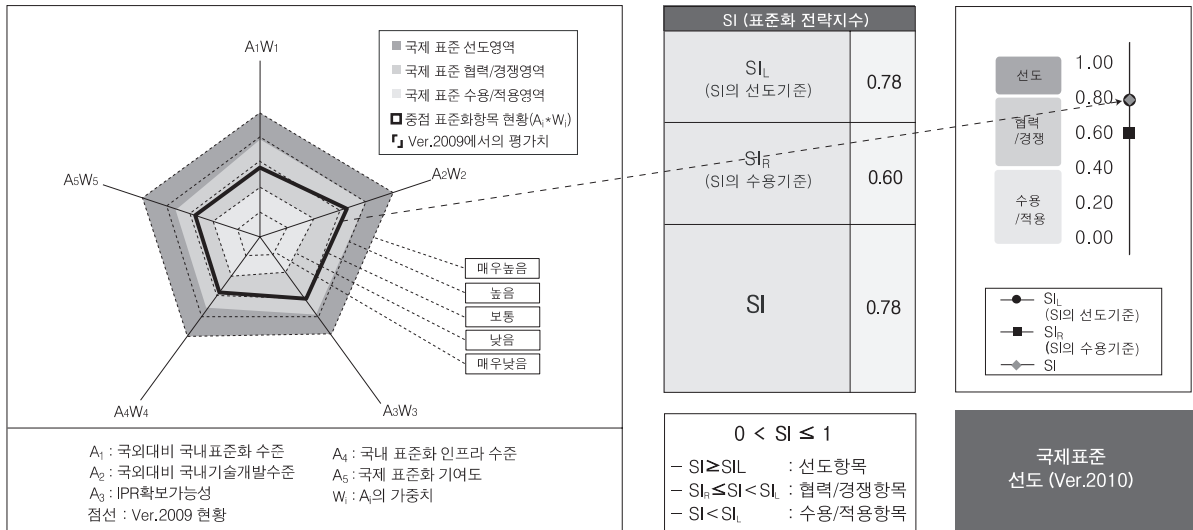 A1W1
A2W2
A3W3
A4W4
A5W5
국제 표준 선도영역
국제 표준 협력/경쟁영역
국제 표준 수용/적용영역
중점 표준화항목 현황(Ai*Wi)
Ver.2009에서의 평가치
매우높음
높음
보통
낮음
매우낮음
A1 : 국외대비 국내표준화 수준
A2 : 국외대비 국내기술개발수준
A3 : IPR확보가능성
점선 : Ver.2009 현황
A4 : 국내 표준화 인프라 수준
A5 : 국제 표준화 기여도
Wi : Ai의 가중치
SI (표준화 전략지수)
SIL
(SI의 선도기준)
0.78
SIR
(SI의 수용기준)
0.60
SI
0.78
0 < SI ≤ 1
– SI≥SIL : 선도항목
– SIR≤SI<SIL : 협력/경쟁항목
– SI<SIL : 수용/적용항목
선도
협력
/경쟁
수용
/적용
1.00
0.80
0.60
0.40
0.20
0.00
SIL
(SI의 선도기준)
SIR
(SI의 수용기준)
SI
국제표준
선도 (Ver.2010)